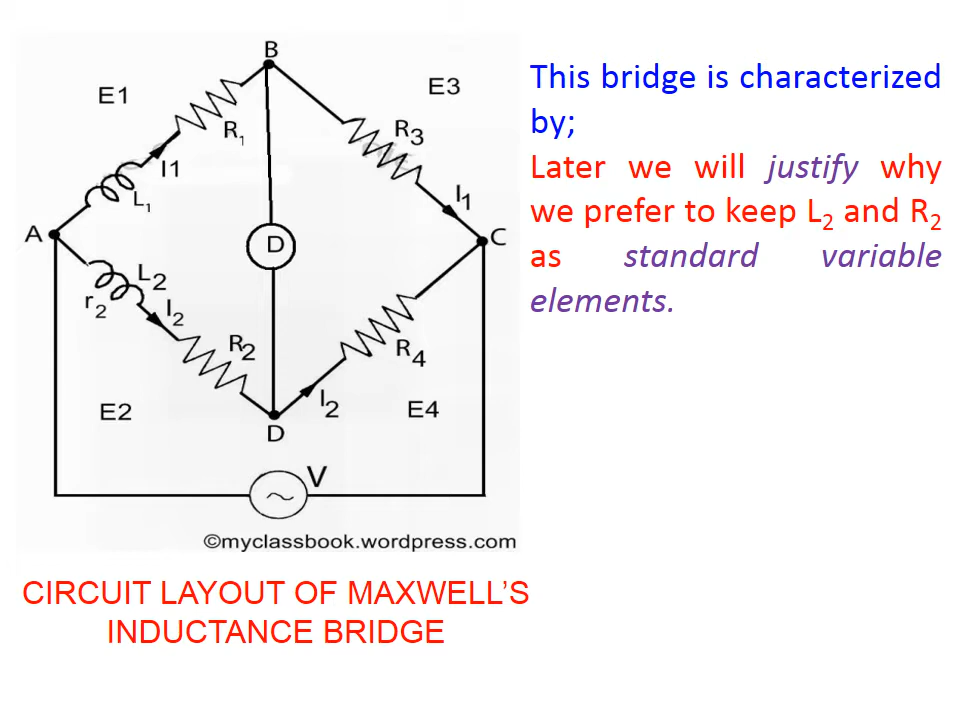 B
E1
E3
R1
R3
I1
L1
I1
A
D
C
L2
r2
I2
R2
R4
I2
E2
E4
D
V
©myclassbook.wordpress.com
CIRCUIT LAYOUT OF MAXWELL’S
INDUCTANCE BRIDGE
This bridge is characterized
by;
Later we will justify why
we prefer to keep L2 and R2
as standard variable
elements.